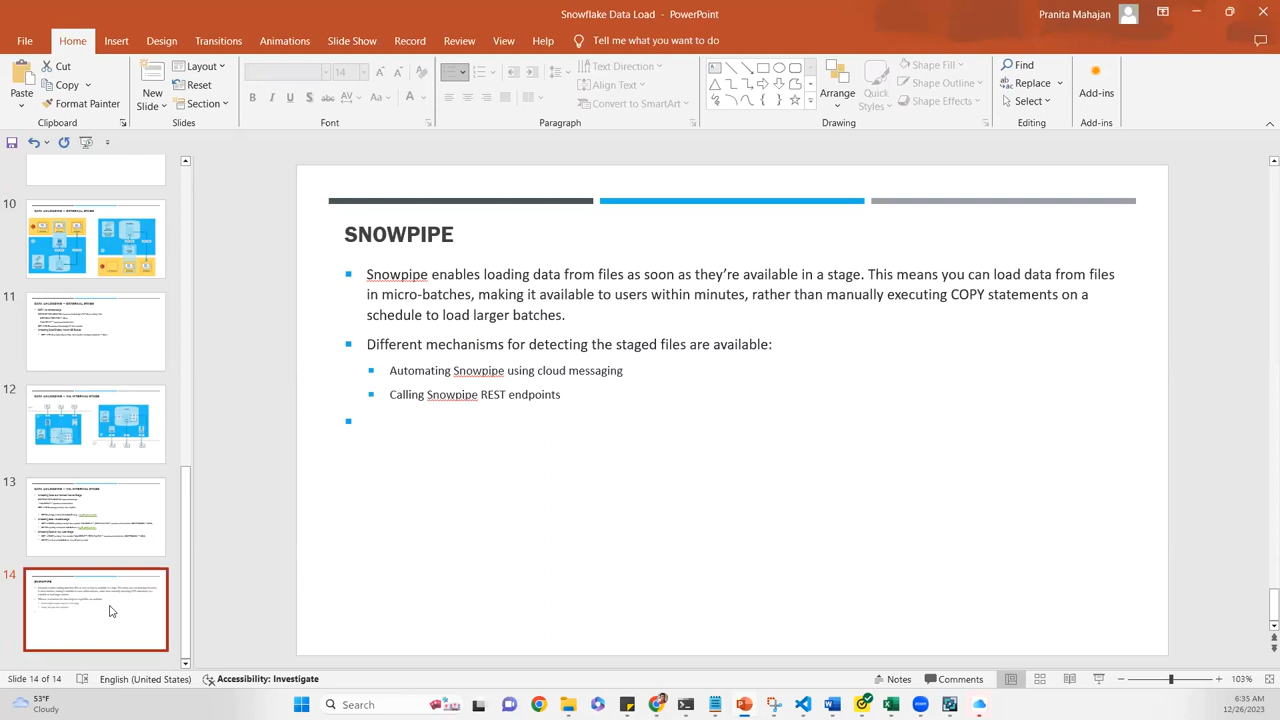 Snowflake Data Load - PowerPoint
Pranita Mahajan
File Home Insert Design Transitions Animations Slide Show Record Review View Help Tell me what you want to do
Paste
Cut
Copy
Format Painter
Clipboard
New Slide
Layout
Reset
Section
Slides
14
Font
Text Direction
Align Text
Convert to SmartArt
Paragraph
Arrange
Quick Styles
Shape Fill
Shape Outline
Shape Effects
Drawing
Find
Replace
Select
Editing
Add-ins
Add-ins
10
11
12
13
14
SNOWPIPE
Snowpipe enables loading data from files as soon as they’re available in a stage. This means you can load data from files
in micro-batches, making it available to users within minutes, rather than manually executing COPY statements on a
schedule to load larger batches.
Different mechanisms for detecting the staged files are available:
Automating Snowpipe using cloud messaging
Calling Snowpipe REST endpoints
Slide 14 of 14 English (United States) Accessibility: Investigate Notes Comments 103%
53°F
Cloudy
Search
6:35 AM
12/26/2023